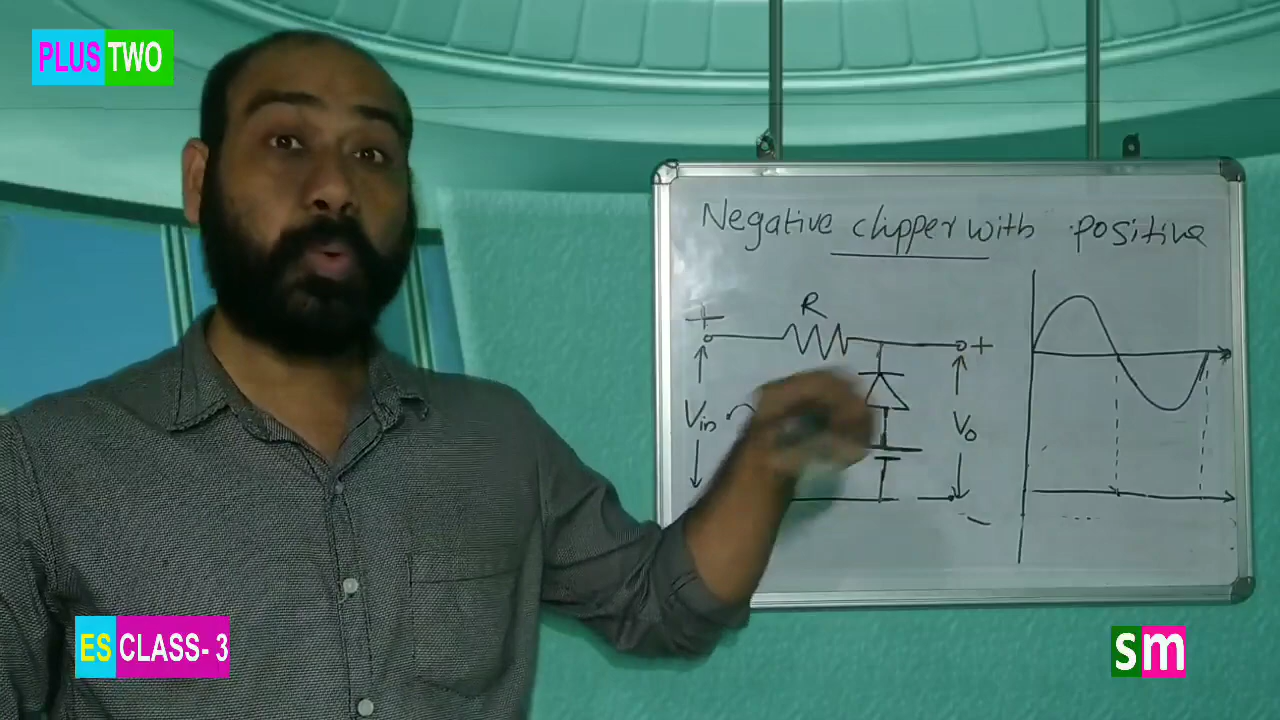 PLUS TWO
Negative clipper with positive
+
R
+
Vin
Vo
ES CLASS- 3
sm